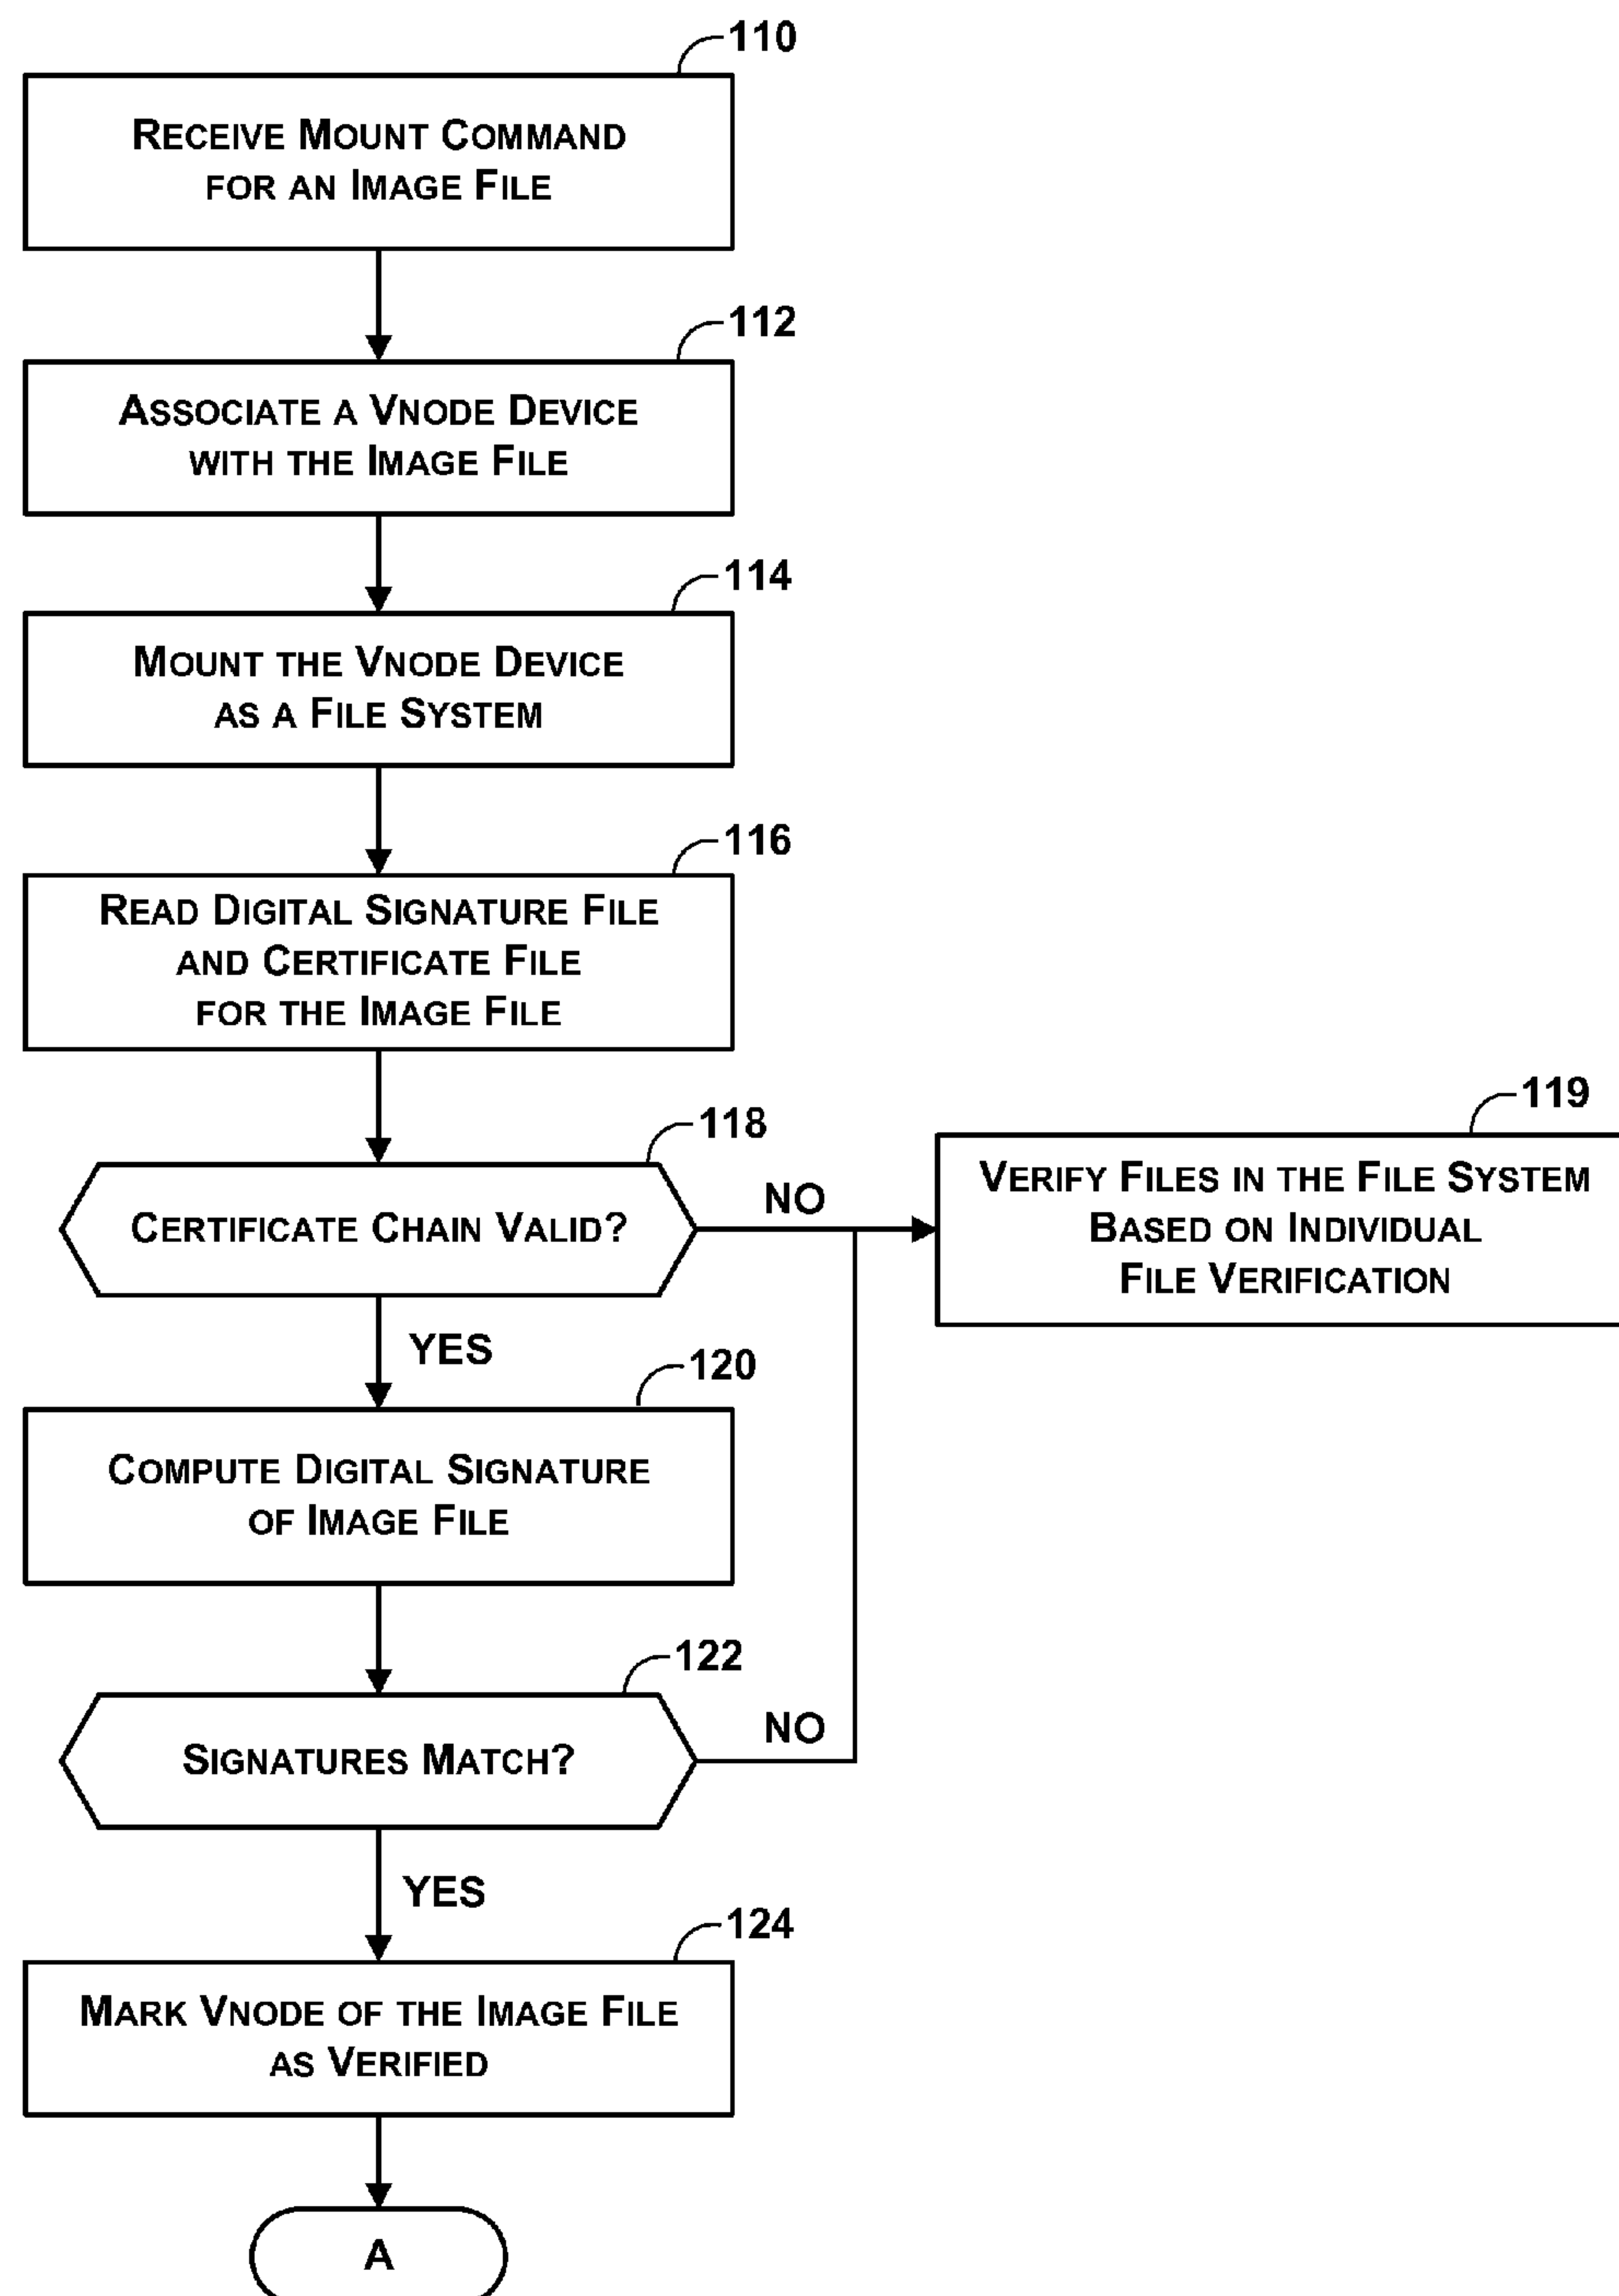 110
RECEIVE MOUNT COMMAND
FOR AN IMAGE FILE
112
ASSOCIATE A VNODE DEVICE
WITH THE IMAGE FILE
114
MOUNT THE VNODE DEVICE
AS A FILE SYSTEM
116
READ DIGITAL SIGNATURE FILE
AND CERTIFICATE FILE
FOR THE IMAGE FILE
118
CERTIFICATE CHAIN VALID?
NO
119
VERIFY FILES IN THE FILE SYSTEM
BASED ON INDIVIDUAL
FILE VERIFICATION
YES
120
COMPUTE DIGITAL SIGNATURE
OF IMAGE FILE
122
SIGNATURES MATCH?
NO
YES
124
MARK VNODE OF THE IMAGE FILE
AS VERIFIED
A